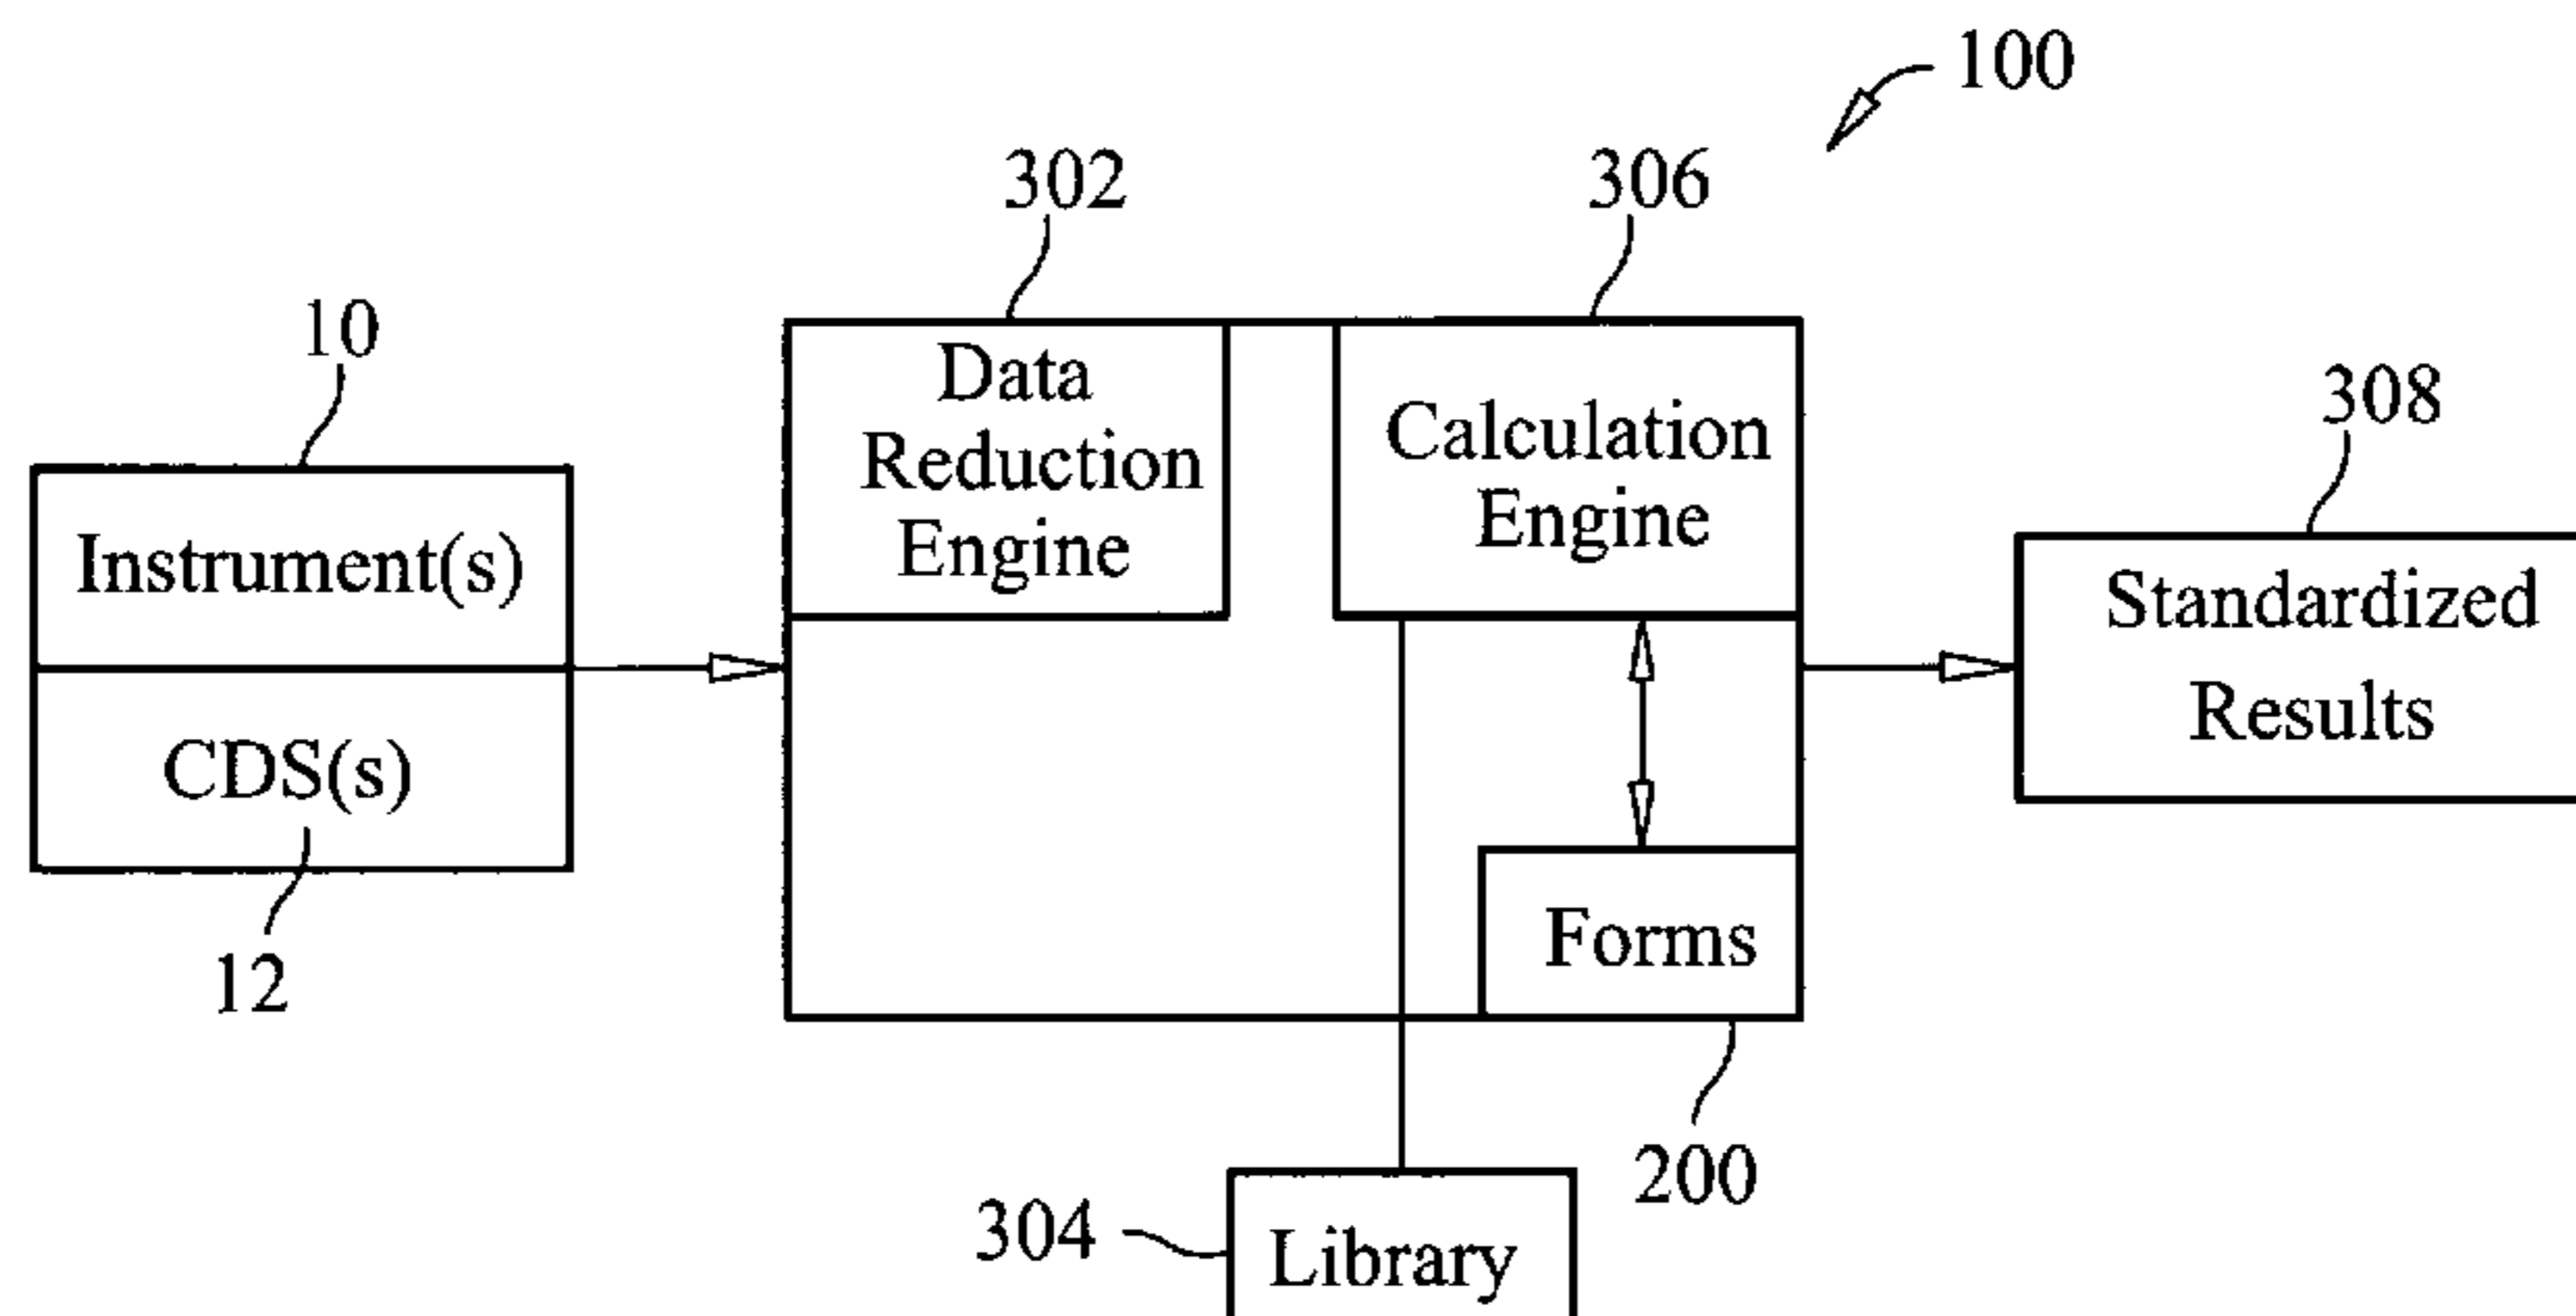 100
302
306
10
308
Data
Reduction
Engine
Calculation
Engine
Instrument(s)
CDS(s)
Standardized
Results
Forms
12
200
304
Library